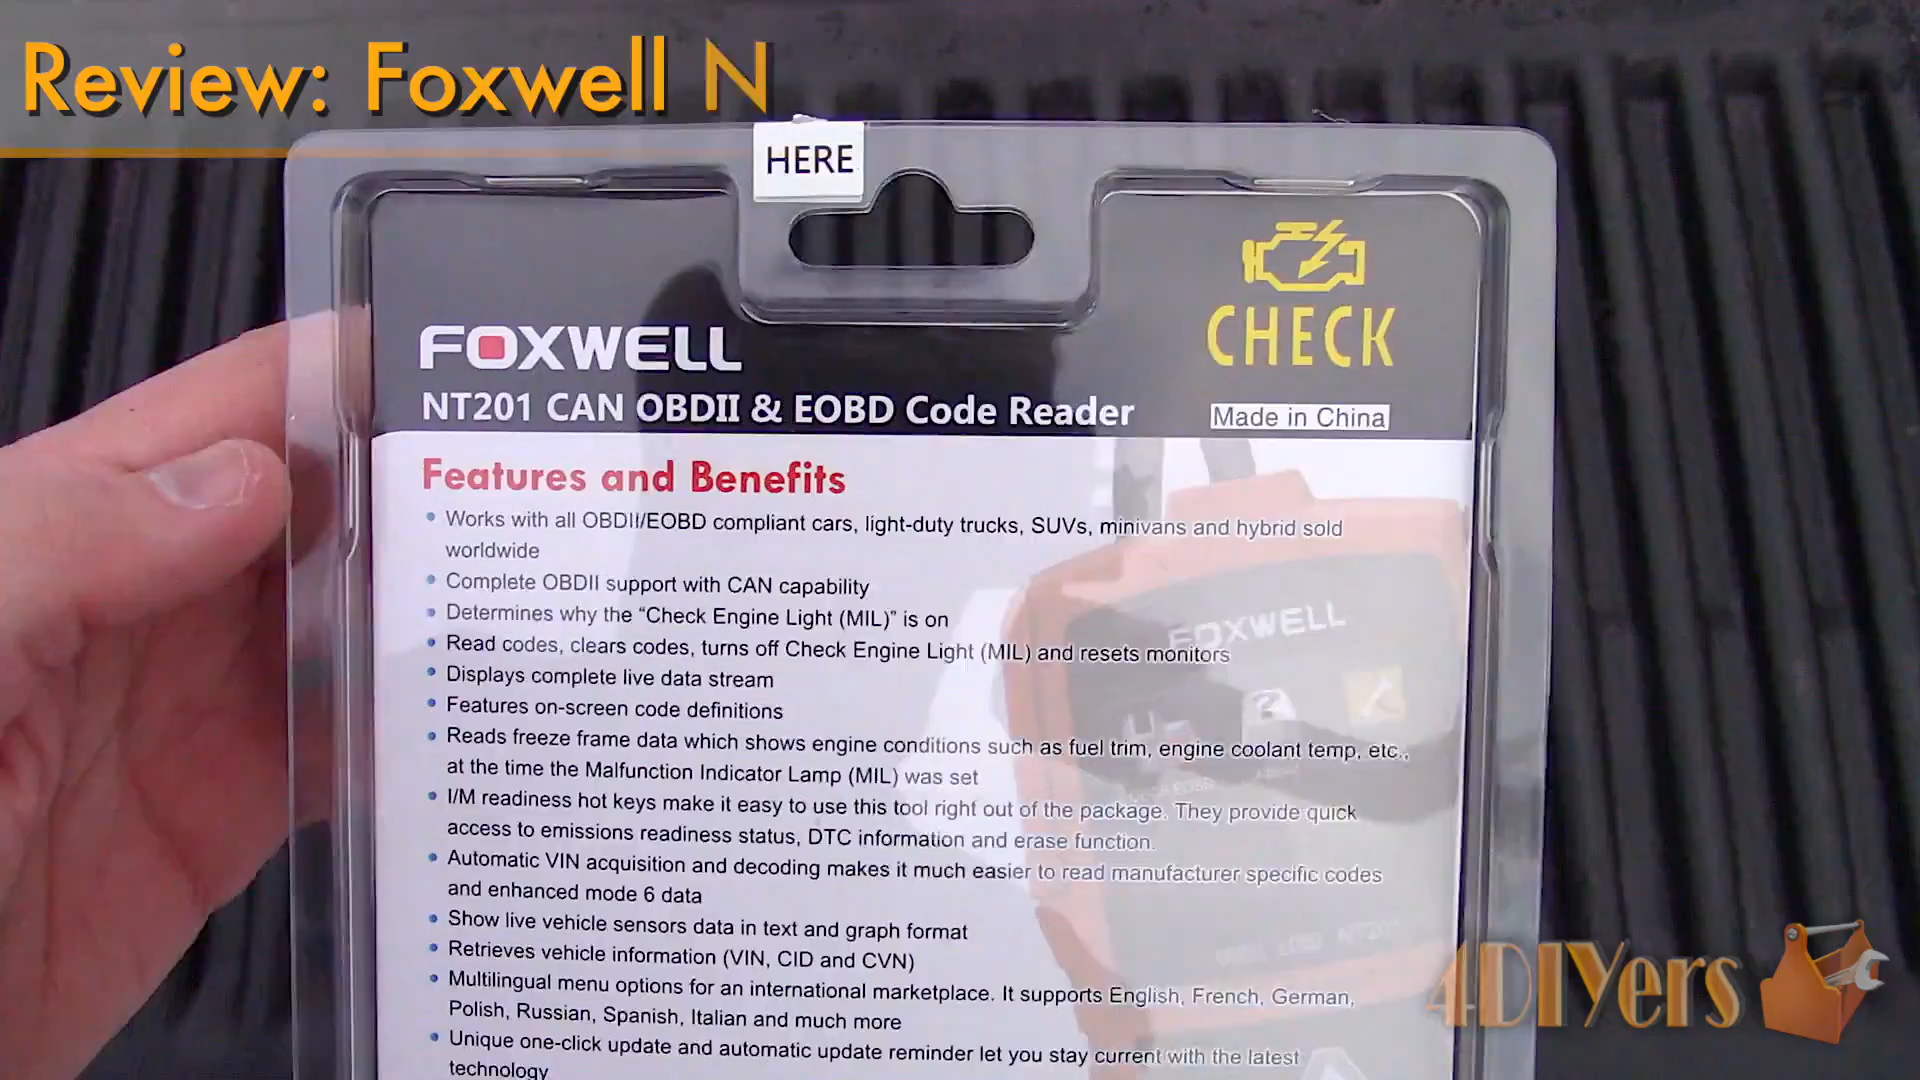 Review: Foxwell N
HERE
CHECK
FOXWELL
NT201 CAN OBDII & EOBD Code Reader
Made in China
Features and Benefits
• Works with all OBDII/EOBD compliant cars, light-duty trucks, SUVs, minivans and hybrid sold
worldwide
• Complete OBDII support with CAN capability
• Determines why the “Check Engine Light (MIL)” is on
• Read codes, clears codes, turns off Check Engine Light (MIL) and resets monitors
• Displays complete live data stream
• Features on-screen code definitions
• Reads freeze frame data which shows engine conditions such as fuel trim, engine coolant temp, etc.,
at the time the Malfunction Indicator Lamp (MIL) was set
• I/M readiness hot keys make it easy to use this tool right out of the package. They provide quick
access to emissions readiness status, DTC information and erase function.
• Automatic VIN acquisition and decoding makes it much easier to read manufacturer specific codes
and enhanced mode 6 data
• Show live vehicle sensors data in text and graph format
• Retrieves vehicle information (VIN, CID and CVN)
• Multilingual menu options for an international marketplace. It supports English, French, German,
Polish, Russian, Spanish, Italian and much more
• Unique one-click update and automatic update reminder let you stay current with the latest
technology
FOXWELL
4DIYers